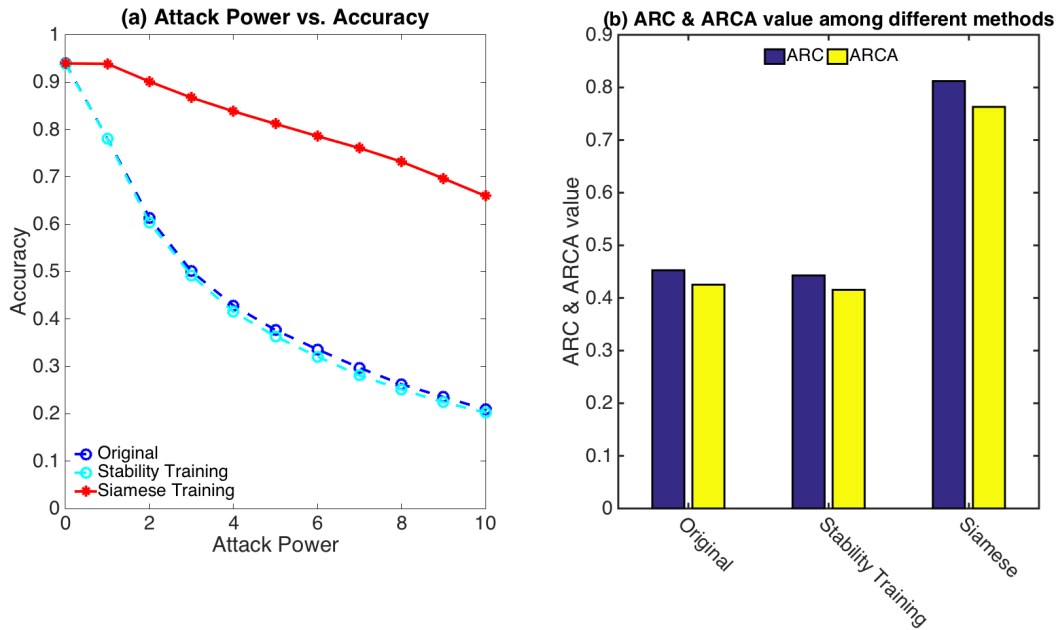 (a) Attack Power vs. Accuracy
1
0.9
0.8
0.7
0.6
0.5
0.4
0.3
0.2
0.1
0
Accuracy
Original
Stability Training
Siamese Training
0 2 4 6 8 10
Attack Power
(b) ARC & ARCA value among different methods
0.9
0.8
0.7
0.6
0.5
0.4
0.3
0.2
0.1
0
ARC & ARCA value
ARC ARCA
Original
Stability Training
Siamese